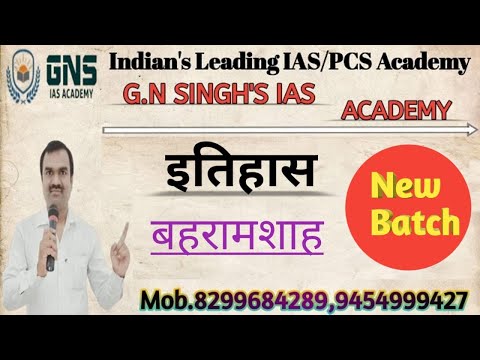 GNS
IAS ACADEMY
Indian's Leading IAS/PCS Academy
G.N SINGH'S IAS
ACADEMY
इतिहास
बहरामशाह
New
Batch
Mob.8299684289,9454999427